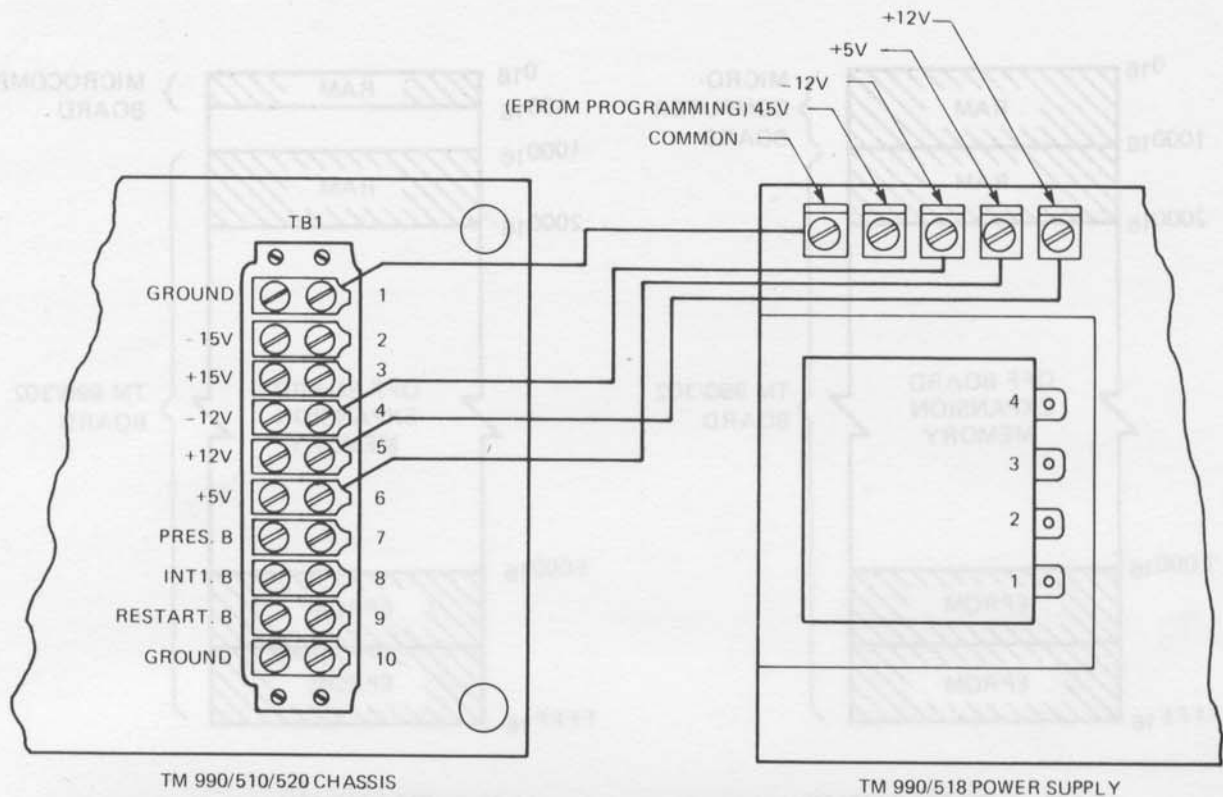 +12V
+5V
-12V
(EPROM PROGRAMMING) 45V
COMMON
TB1
GROUND 1
-15V 2
+15V 3
-12V 4
+12V 5
+5V 6
PRES. B 7
INT1. B 8
RESTART. B 9
GROUND 10
4
3
2
1
TM 990/510/520 CHASSIS
TM 990/518 POWER SUPPLY